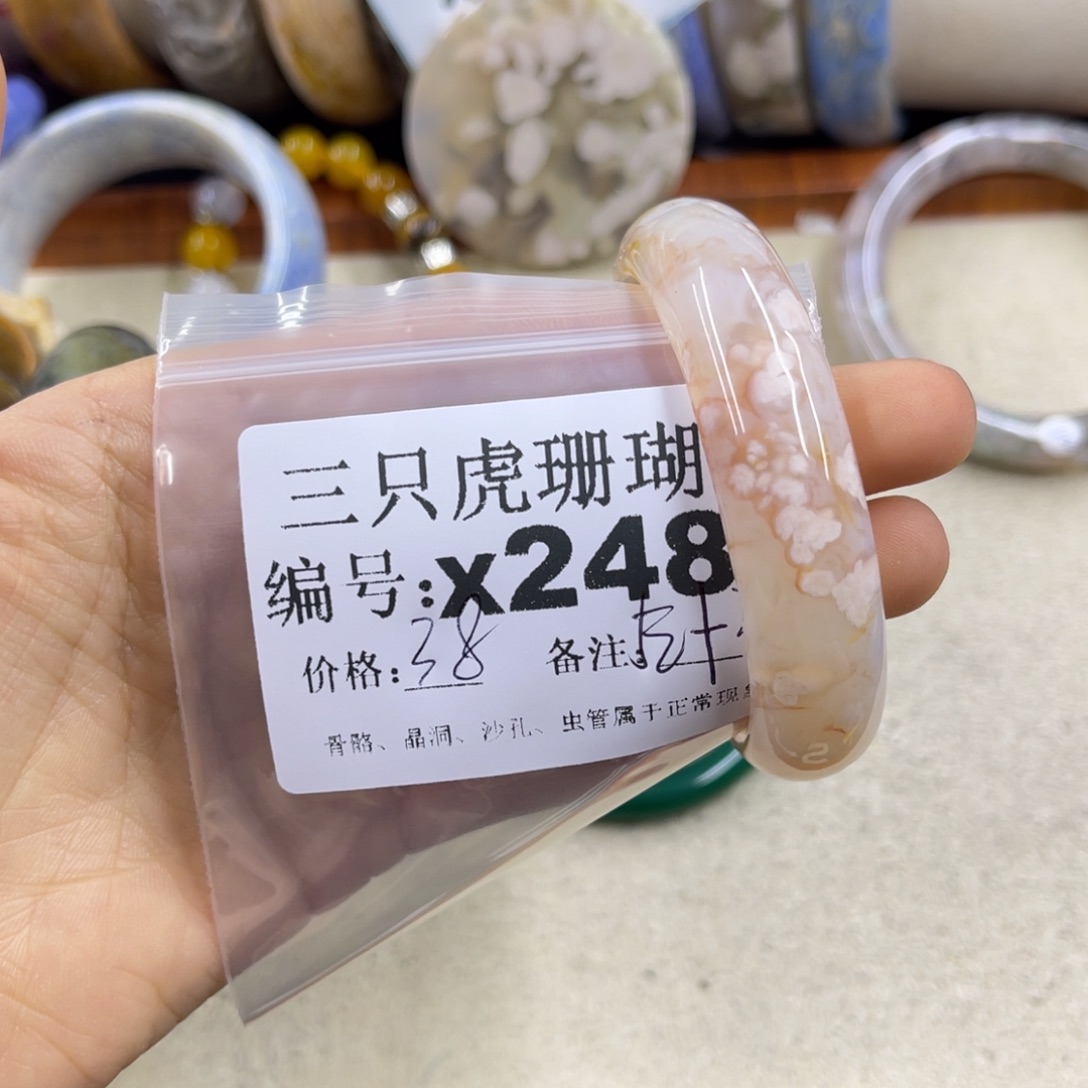 三只虎珊瑚
编号:x248
价格:38 备注:
骨骼、晶洞、沙孔、虫管属于正常现